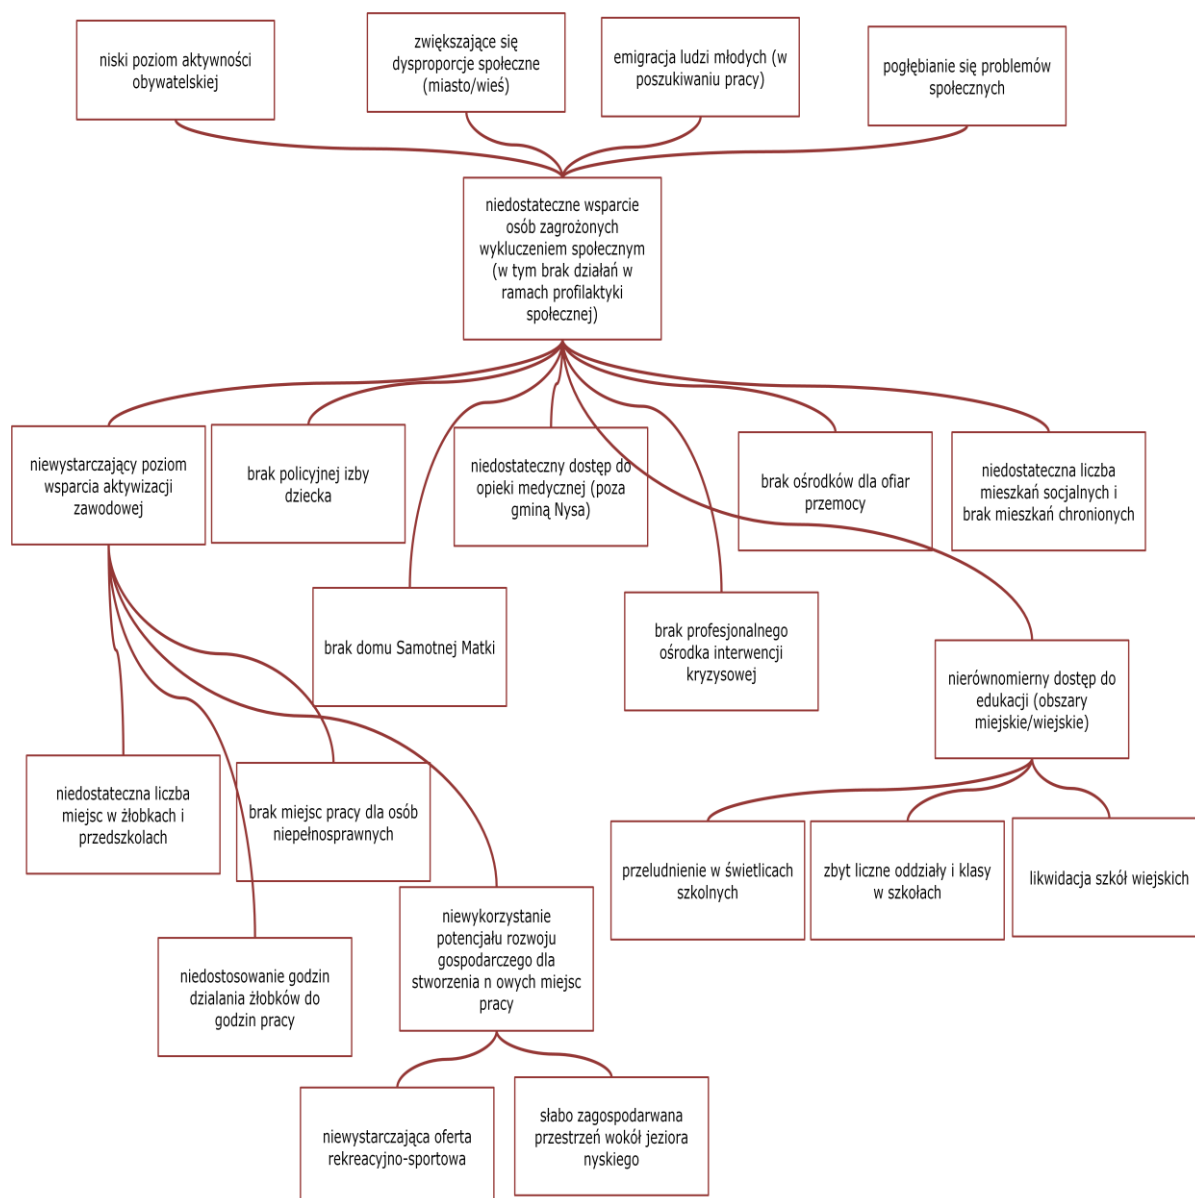 niski poziom aktywności
obywatelskiej
zwiększające się
dysproporcje społeczne
(miasto/wieś)
emigracja ludzi młodych (w
poszukiwaniu pracy)
pogłębianie się problemów
społecznych
niedostateczne wsparcie
osób zagrożonych
wykluczeniem społecznym
(w tym brak działań w
ramach profilaktyki
społecznej)
niewystarczający poziom
wsparcia aktywizacji
zawodowej
brak policyjnej izby
dziecka
niedostateczny dostęp do
opieki medycznej (poza
gminą Nysa)
brak ośrodków dla ofiar
przemocy
niedostateczna liczba
mieszkań socjalnych i
brak mieszkań chronionych
brak domu Samotnej Matki
brak profesjonalnego
ośrodka interwencji
kryzysowej
nierównomierny dostęp do
edukacji (obszary
miejskie/wiejskie)
niedostateczna liczba
miejsc w żłobkach i
przedszkolach
brak miejsc pracy dla osób
niepełnosprawnych
przeludnienie w świetlicach
szkolnych
zbyt liczne oddziały i klasy
w szkołach
likwidacja szkół wiejskich
niewykorzystanie
potencjału rozwoju
gospodarczego dla
stworzenia n owych miejsc
pracy
niedostosowanie godzin
dzialania żłobków do
godzin pracy
niewystarczająca oferta
rekreacyjno-sportowa
słabo zagospodarwana
przestrzeń wokół jeziora
nyskiego